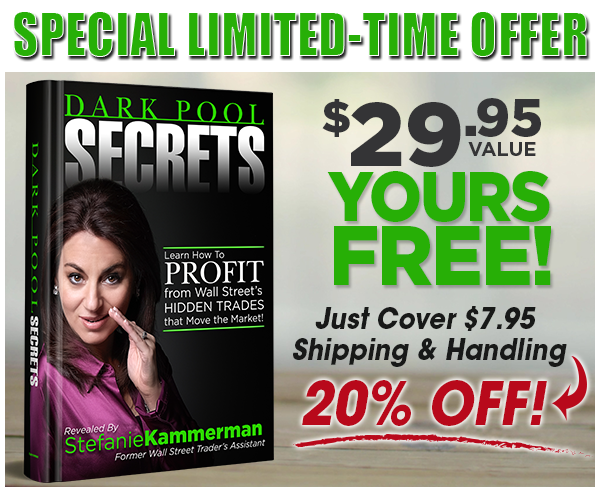 SPECIAL LIMITED-TIME OFFER
DARK POOL
SECRETS
DARK POOL SECRETS
Learn How To
PROFIT
from Wall Street's
HIDDEN TRADES
that Move the Market!
Revealed By
StefanieKammerman
Former Wall Street Trader's Assistant
$29.95
VALUE
YOURS
FREE!
Just Cover $7.95
Shipping & Handling
20% OFF!